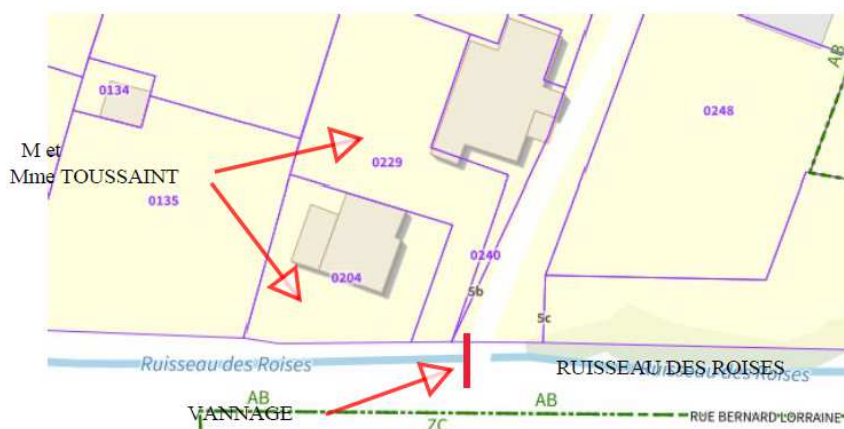 AB
0134
0248
M et
Mme TOUSSAINT
0229
0135
0240
0204
5b
5c
Ruisseau des Roises
RUISSEAU DES ROISES
Ruisseau des Roises
AB
AB
VANNAGE
ZC
RUE BERNARD LORRAINE